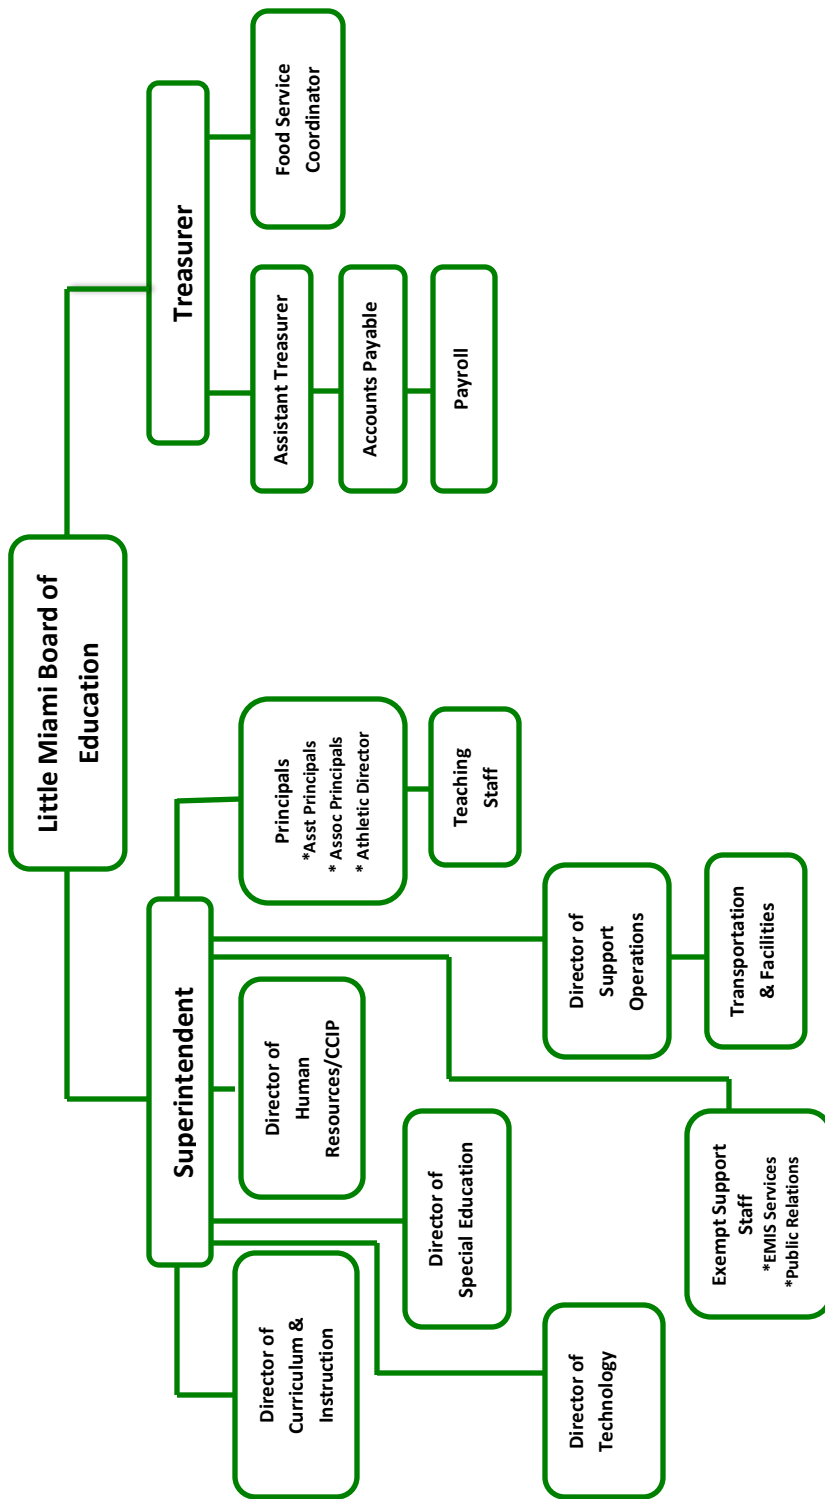 Little Miami Board of
Education
Superintendent
Treasurer
Director of
Curriculum &
Instruction
Director of
Human
Resources/CCIP
Principals
*Asst Principals
* Assoc Principals
* Athletic Director
Assistant Treasurer
Food Service
Coordinator
Accounts Payable
Director of
Special Education
Teaching
Staff
Payroll
Director of
Technology
Director of
Support
Operations
Exempt Support
Staff
*EMIS Services
*Public Relations
Transportation
& Facilities